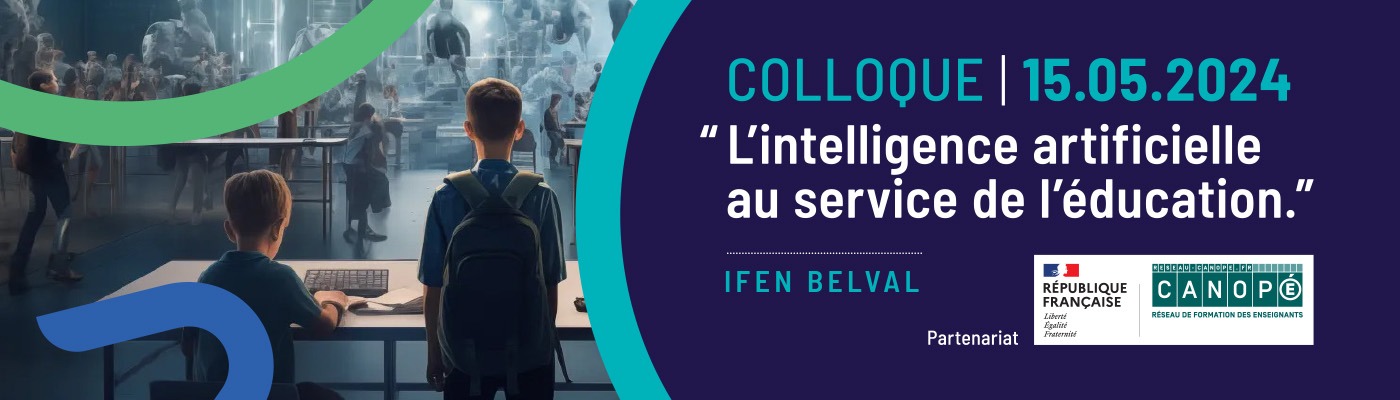 COLLOQUE | 15.05.2024
“ L’intelligence artificielle
au service de l’éducation.”
IFEN BELVAL
Partenariat
RÉPUBLIQUE
FRANÇAISE
Liberté
Égalité
Fraternité
RESEAU-CANOPE.FR
CANOPÉ
RÉSEAU DE FORMATION DES ENSEIGNANTS